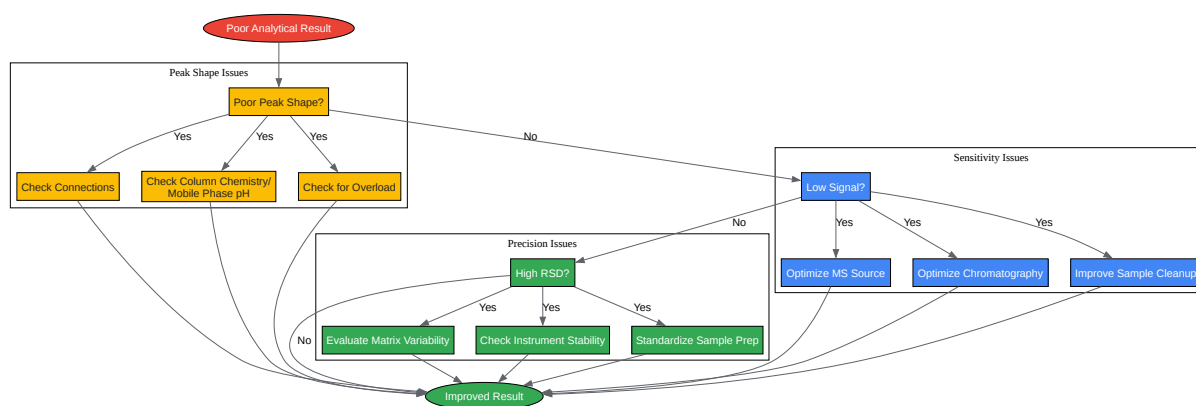 Poor Analytical Result
Peak Shape Issues
Poor Peak Shape?
Yes
Yes
Yes
No
Check Connections
Check Column Chemistry/
Mobile Phase pH
Check for Overload
Sensitivity Issues
Low Signal?
Yes
Yes
Yes
No
Optimize MS Source
Optimize Chromatography
Improve Sample Cleanup
Precision Issues
High RSD?
Yes
Yes
Yes
No
Evaluate Matrix Variability
Check Instrument Stability
Standardize Sample Prep
Improved Result